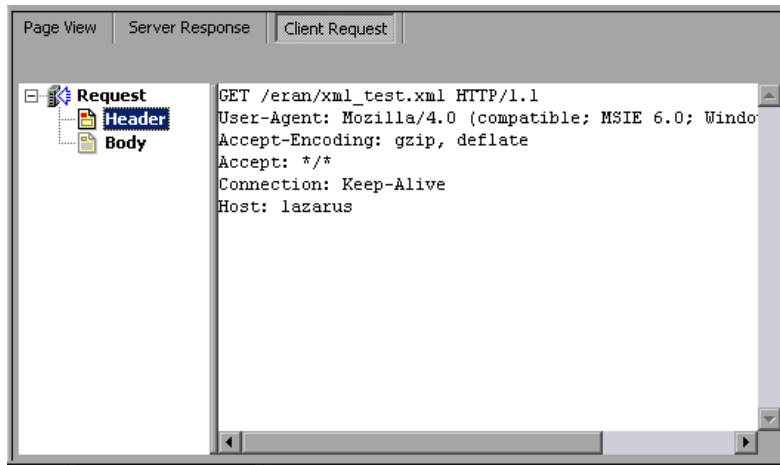 Page View Server Response Client Request
Request
Header
Body
GET /eran/xml_test.xml HTTP/1.1
User-Agent: Mozilla/4.0 (compatible; MSIE 6.0;
Accept-Encoding: gzip, deflate
Accept: */*
Connection: Keep-Alive
Host: lazarus